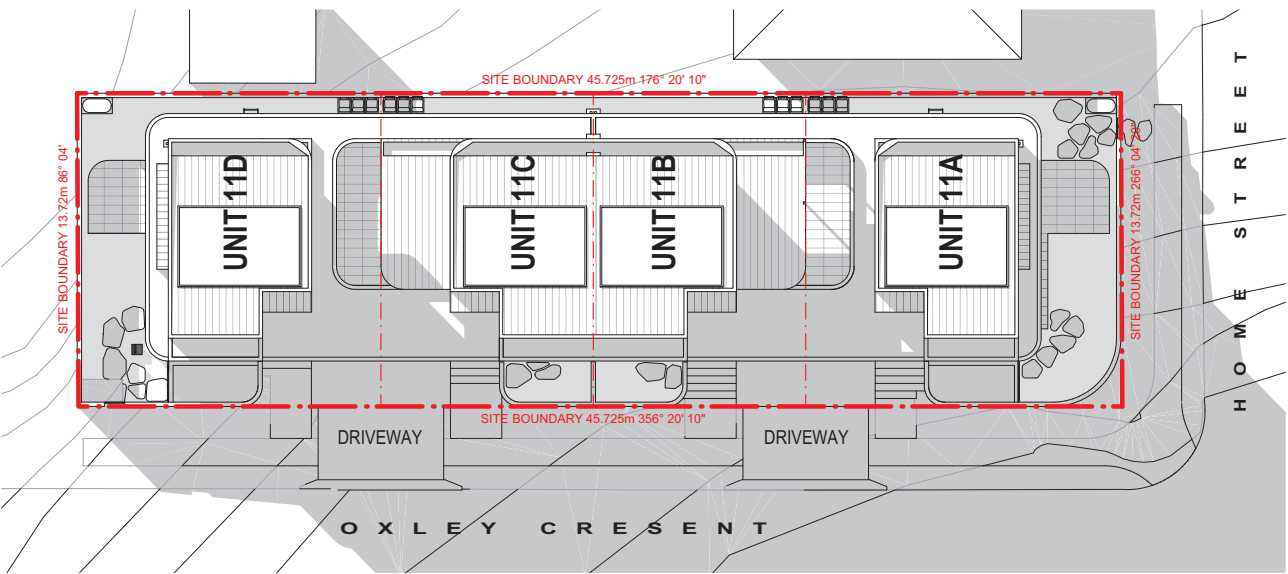 SITE BOUNDARY 45.725m 176° 20' 10"
SITE BOUNDARY 13.72m 86° 04'
UNIT 11D
UNIT 11C
UNIT 11B
UNIT 11A
SITE BOUNDARY 13.72m 266° 04' 20"
HOME STREET
SITE BOUNDARY 45.725m 356° 20' 10"
DRIVEWAY
DRIVEWAY
OXLEY CRESENT